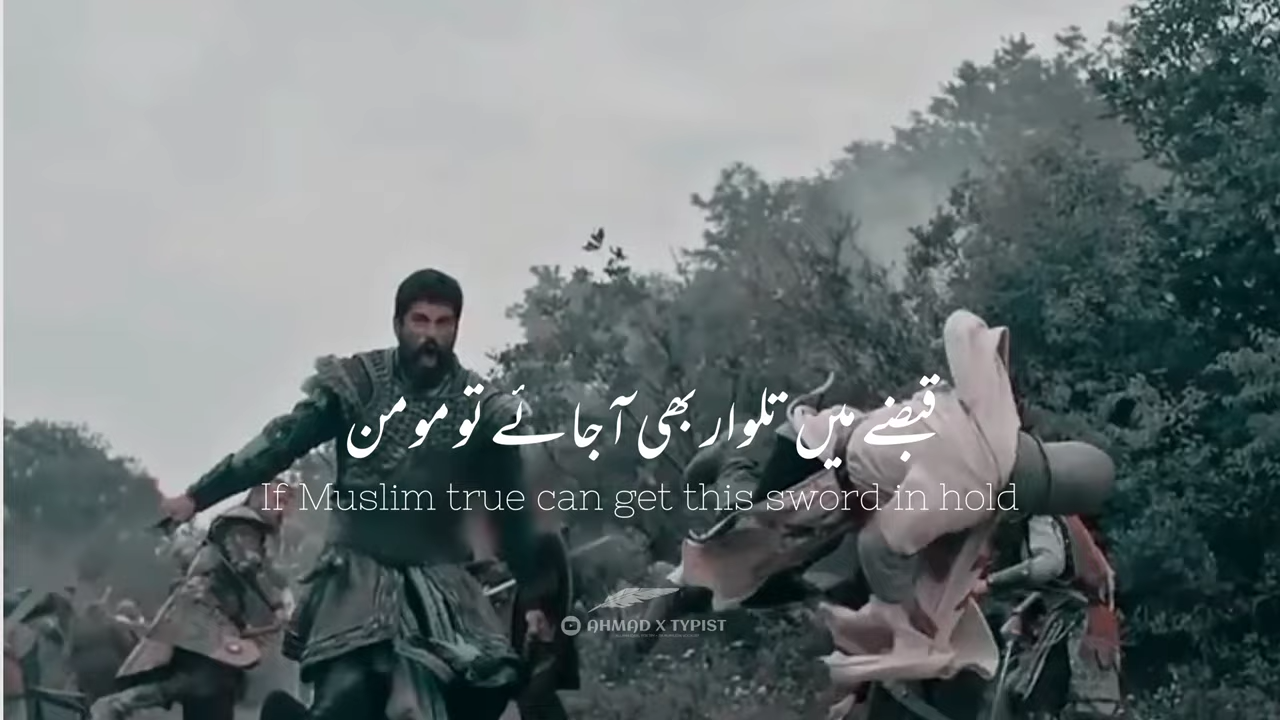 قبضے میں تلوار بھی آجائے تو مومن
If Muslim true can get this sword in hold
AHMAD X TYPIST